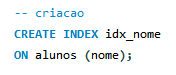 -- criacao
CREATE INDEX idx_nome
ON alunos (nome);